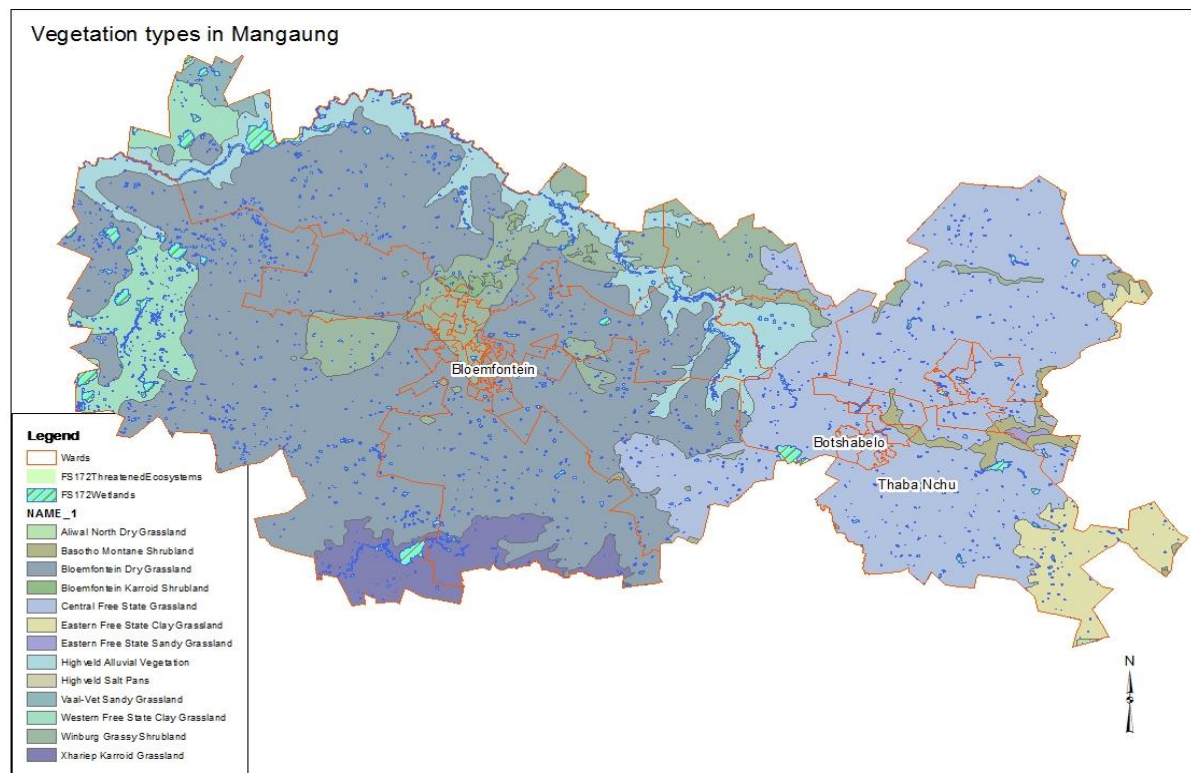 Vegetation types in Mangaung
Bloemfontein
Botshabelo
Thaba Nchu
Legend
Wards
FS172ThreatenedEcosystems
FS172Wetlands
NAME_1
Aliwal North Dry Grassland
Basotho Montane Shrubland
Bloemfontein Dry Grassland
Bloemfontein Karroid Shrubland
Central Free State Grassland
Eastern Free State Clay Grassland
Eastern Free State Sandy Grassland
Highveld Alluvial Vegetation
Highveld Salt Pans
Vaal-Vet Sandy Grassland
Western Free State Clay Grassland
Winburg Grassy Shrubland
Xhariep Karroid Grassland
N